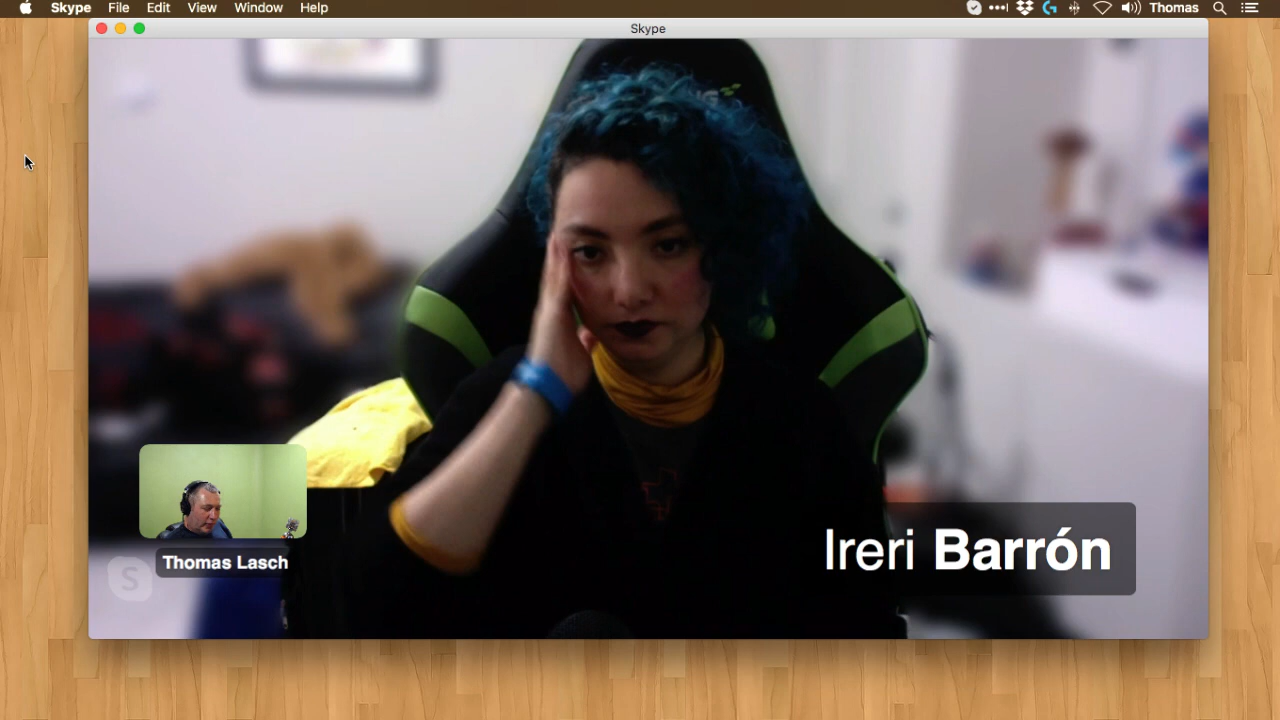 Skype File Edit View Window Help Thomas
Skype
Thomas Lasch
Ireri Barrón